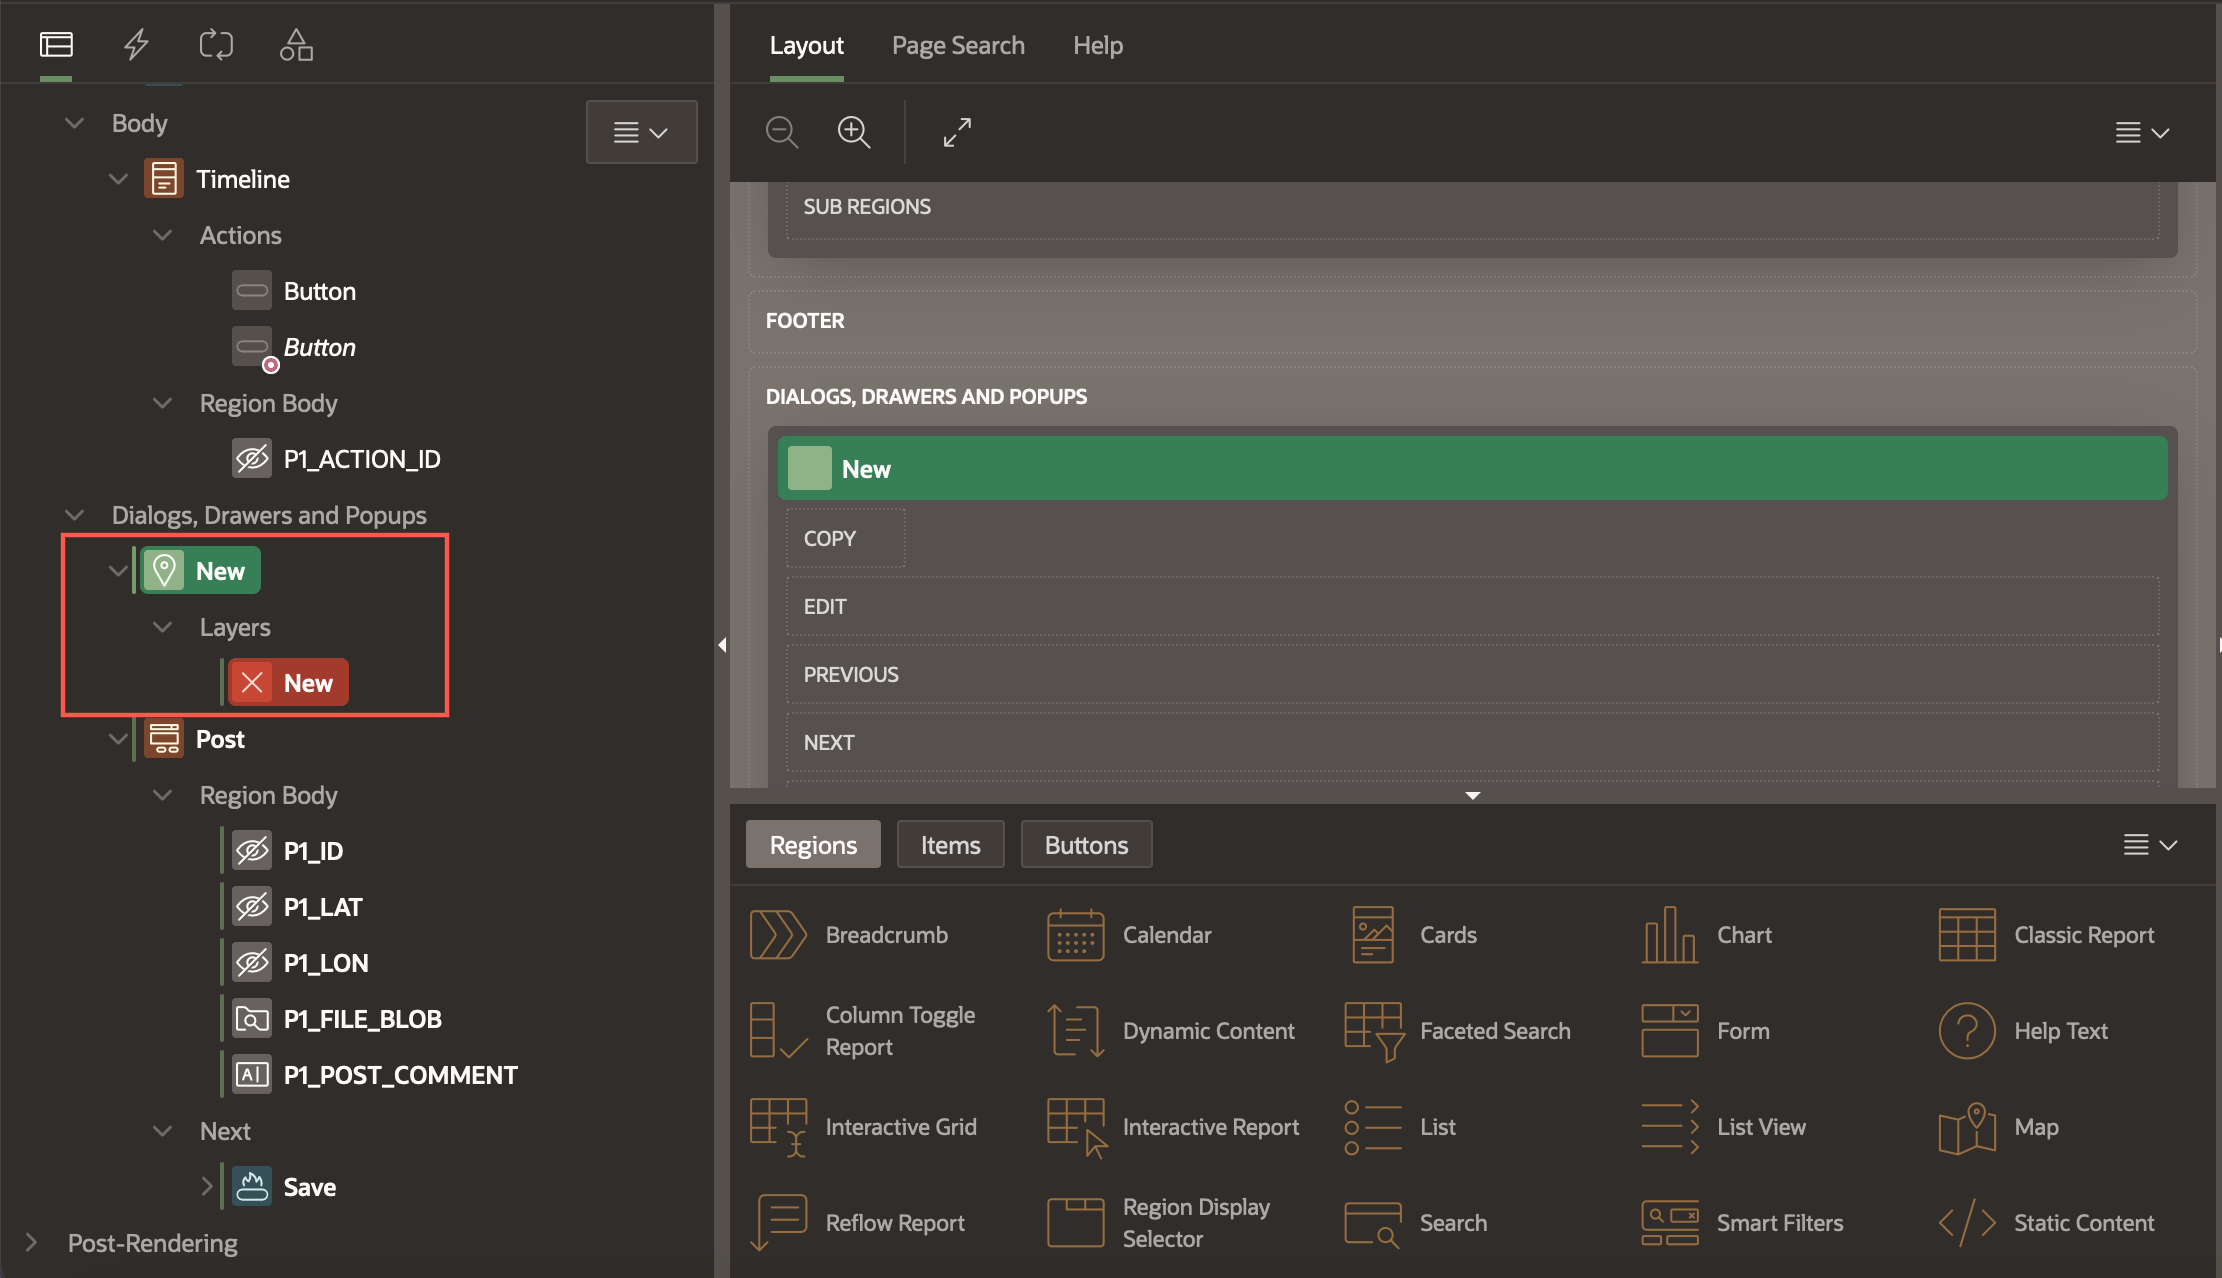 Body
Timeline
Actions
Button
Button
Region Body
P1_ACTION_ID
Dialogs, Drawers and Popups
New
Layers
New
Post
Region Body
P1_ID
P1_LAT
P1_LON
P1_FILE_BLOB
P1_POST_COMMENT
Next
Save
Post-Rendering
Layout Page Search Help
SUB REGIONS
FOOTER
DIALOGS, DRAWERS AND POPUPS
New
COPY
EDIT
PREVIOUS
NEXT
Regions Items Buttons
Breadcrumb Calendar Cards Chart Classic Report
Column Toggle
Report
Dynamic Content Faceted Search Form Help Text
Interactive Grid Interactive Report List List View Map
Reflow Report
Region Display
Selector
Search Smart Filters Static Content